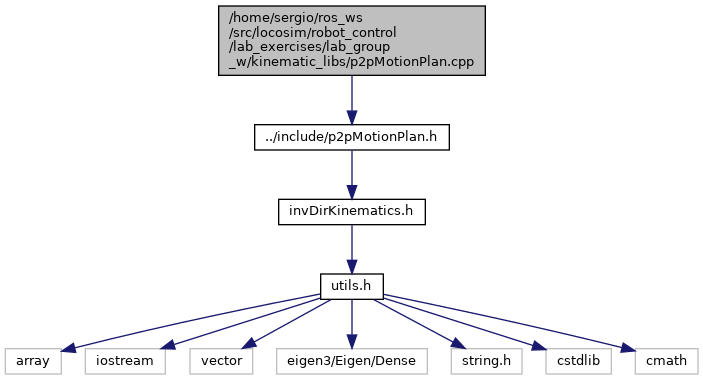 /home/sergio/ros_ws
/src/locosim/robot_control
/lab_exercises/lab_group
_w/kinematic_libs/p2pMotionPlan.cpp
../include/p2pMotionPlan.h
invDirKinematics.h
utils.h
array
iostream
vector
eigen3/Eigen/Dense
string.h
cstdlib
cmath